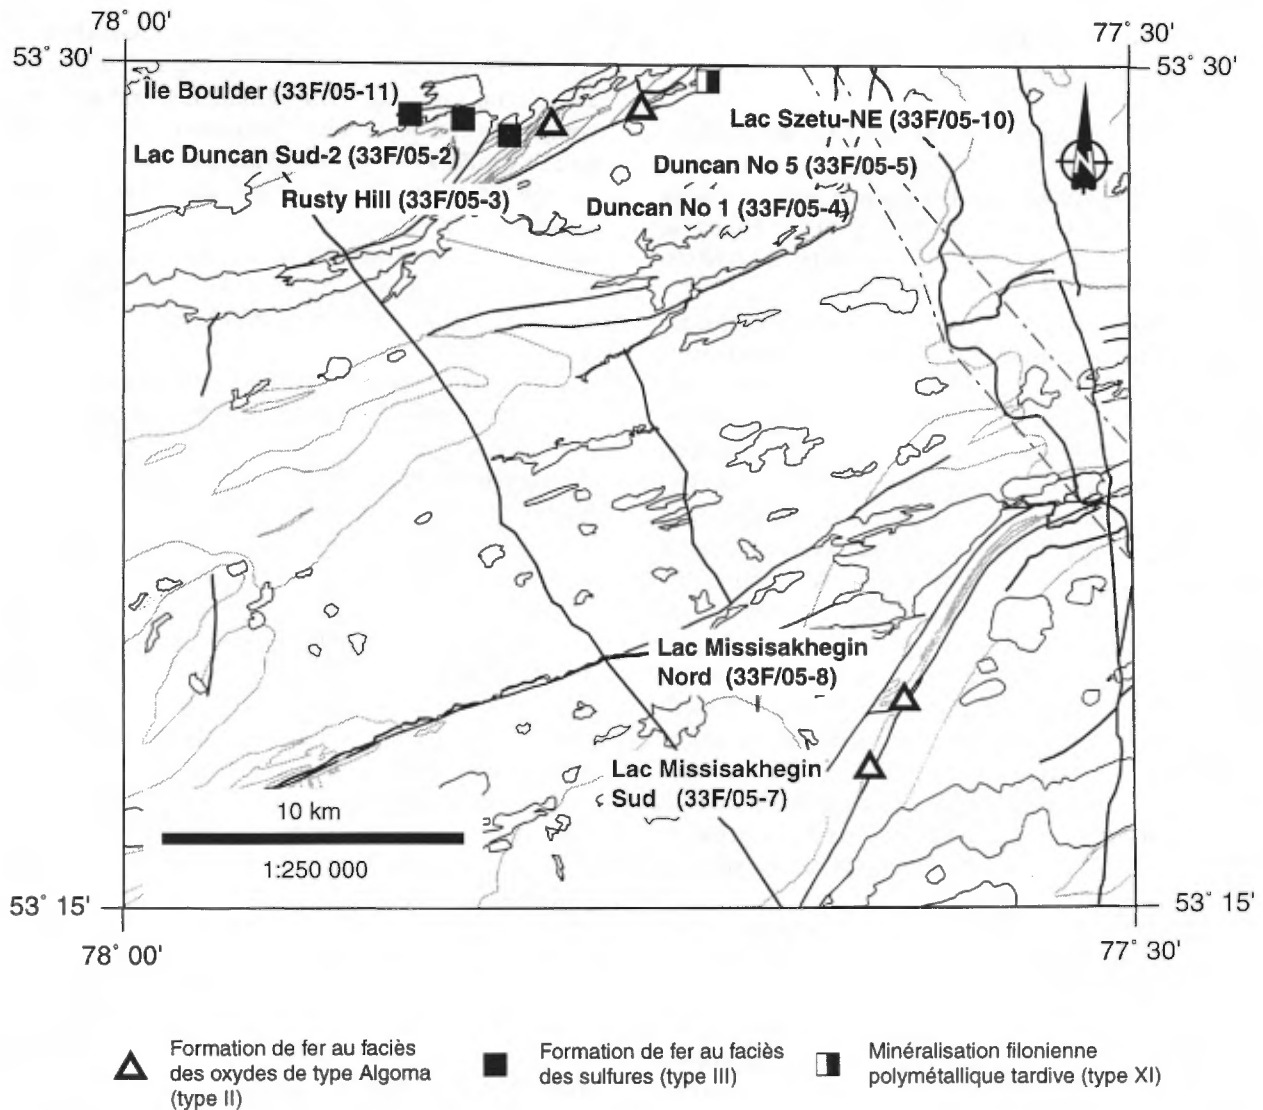 78° 00'
77° 30'
53° 30'
53° 30'
Île Boulder (33F/05-11)
Lac Szetu-NE (33F/05-10)
N
Lac Duncan Sud-2 (33F/05-2)
Duncan No 5 (33F/05-5)
Rusty Hill (33F/05-3)
Duncan No 1 (33F/05-4)
Lac Missisakhegin
Nord (33F/05-8)
Lac Missisakhegin
Sud (33F/05-7)
10 km
1:250 000
53° 15'
53° 15'
78° 00'
77° 30'
Formation de fer au faciès
des oxydes de type Algoma
(type II)
Formation de fer au faciès
des sulfures (type III)
Minéralisation filonienne
polymétallique tardive (type XI)